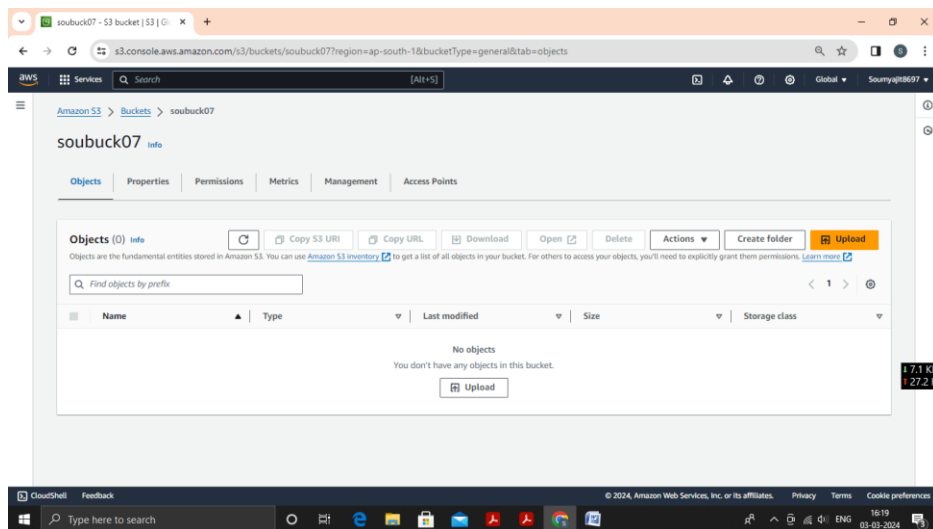 soubuck07 - S3 bucket | S3 | Gl
s3.console.aws.amazon.com/s3/buckets/soubuck07?region=ap-south-1&bucketType=general&tab=objects
aws Services Search [Alt+S] Global Soumyajit8697
Amazon S3 > Buckets > soubuck07
soubuck07 Info
Objects Properties Permissions Metrics Management Access Points
Objects (0) Info Copy S3 URI Copy URL Download Open Delete Actions Create folder Upload
Objects are the fundamental entities stored in Amazon S3. You can use Amazon S3 inventory to get a list of all objects in your bucket. For others to access your objects, you'll need to explicitly grant them permissions. Learn more
Find objects by prefix < 1 >
Name Type Last modified Size Storage class
No objects
You don't have any objects in this bucket.
Upload
7.1 K
27.2
CloudShell Feedback © 2024, Amazon Web Services, Inc. or its affiliates. Privacy Terms Cookie preferences
Type here to search ENG 16:19
03-03-2024